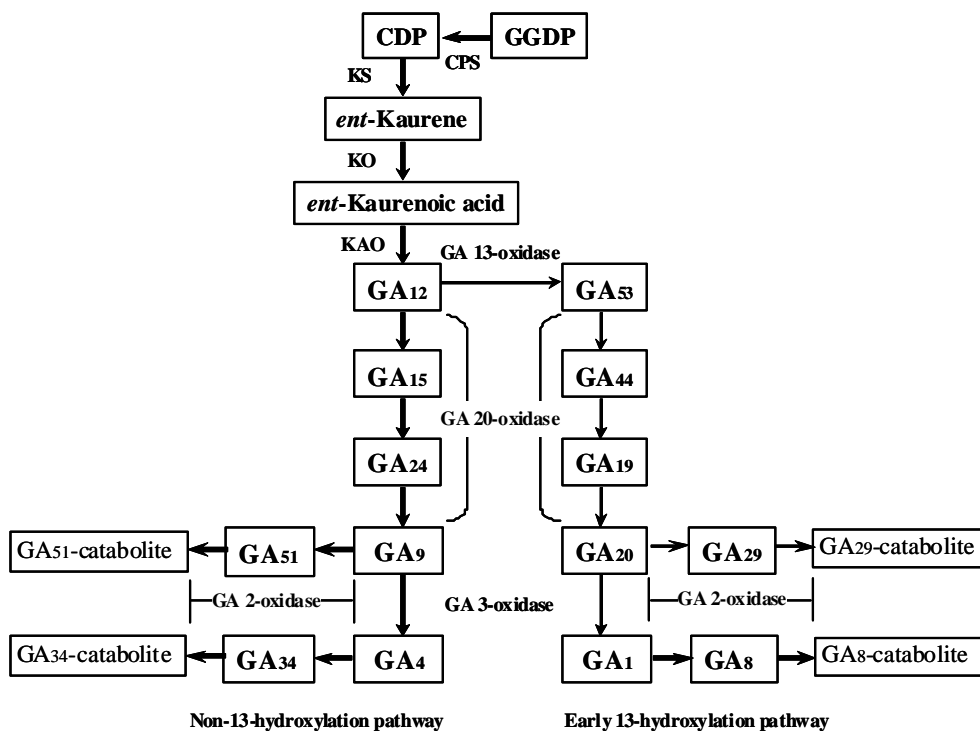 CDP GGDP
CPS
KS
ent-Kaurene
KO
ent-Kaurenoic acid
KAO
GA 13-oxidase
GA12 GA53
GA15 GA44
GA 20-oxidase
GA24 GA19
GA51-catabolite GA51 GA9 GA20 GA29 GA29-catabolite
GA 2-oxidase GA 3-oxidase GA 2-oxidase
GA34-catabolite GA34 GA4 GA1 GA8 GA8-catabolite
Non-13-hydroxylation pathway Early 13-hydroxylation pathway